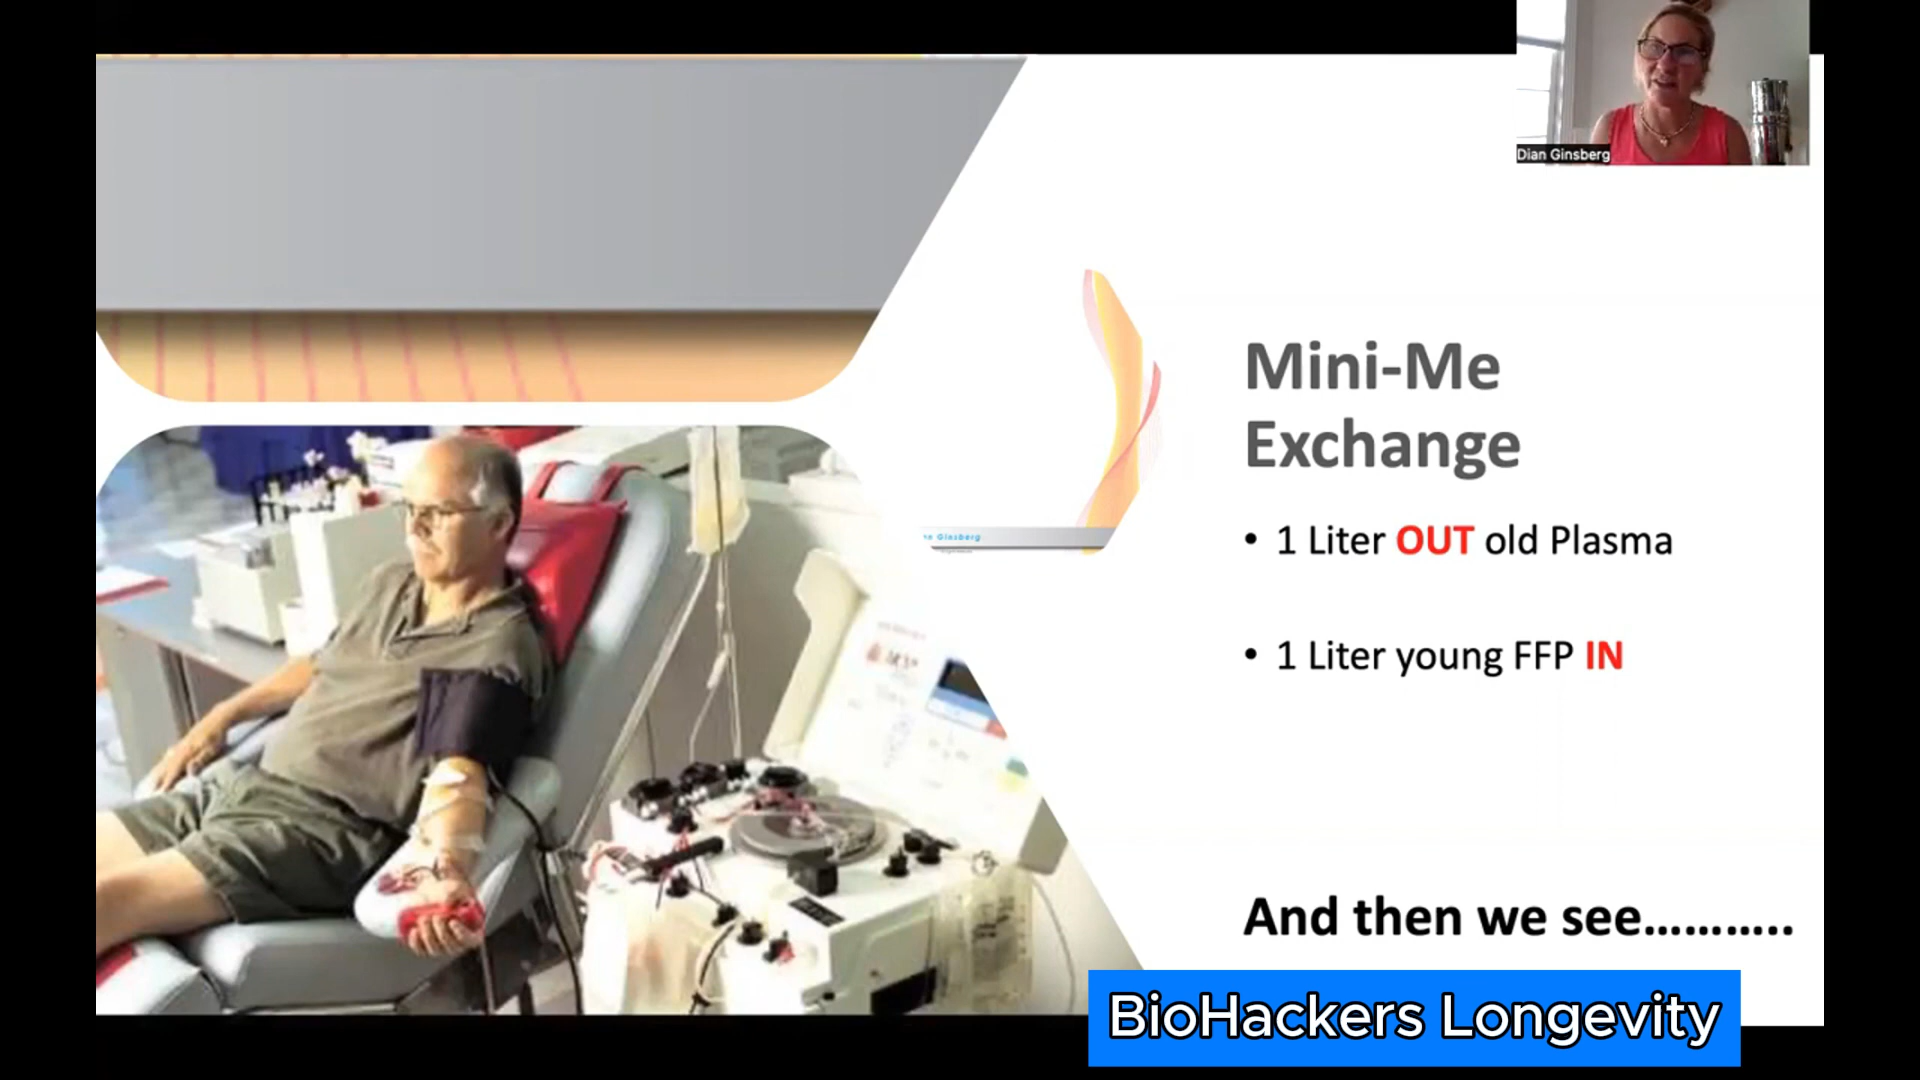 Dian Ginsberg
Mini-Me
Exchange
• 1 Liter OUT old Plasma
• 1 Liter young FFP IN
Ginsberg
And then we see………..
BioHackers Longevity